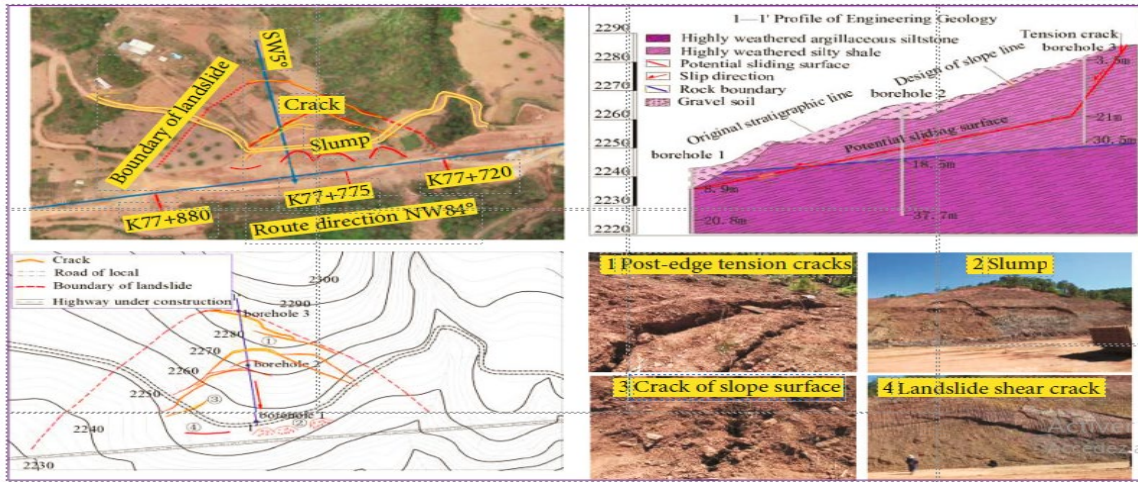 SW5°
Boundary of landslide
Crack
Slump
K77+880
K77+775
K77+720
Route direction NW84°
1—1' Profile of Engineering Geology
Highly weathered argillaceous siltstone
Highly weathered silty shale
Potential sliding surface
Slip direction
Rock boundary
Gravel soil
Tension crack
borehole 3
3.5m
Design of slope line
borehole 2
Original stratigraphic line
borehole 1
Potential sliding surface
21m
30.5m
18.5m
8.9m
20.8m
37.7m
2290
2280
2270
2260
2250
2240
2230
2220
Crack
Road of local
Boundary of landslide
Highway under construction
2300
2290
2280
2270
2260
2250
2240
2230
borehole 3
①
borehole 2
③
borehole 1
②
④
1 Post-edge tension cracks
2 Slump
3 Crack of slope surface
4 Landslide shear crack